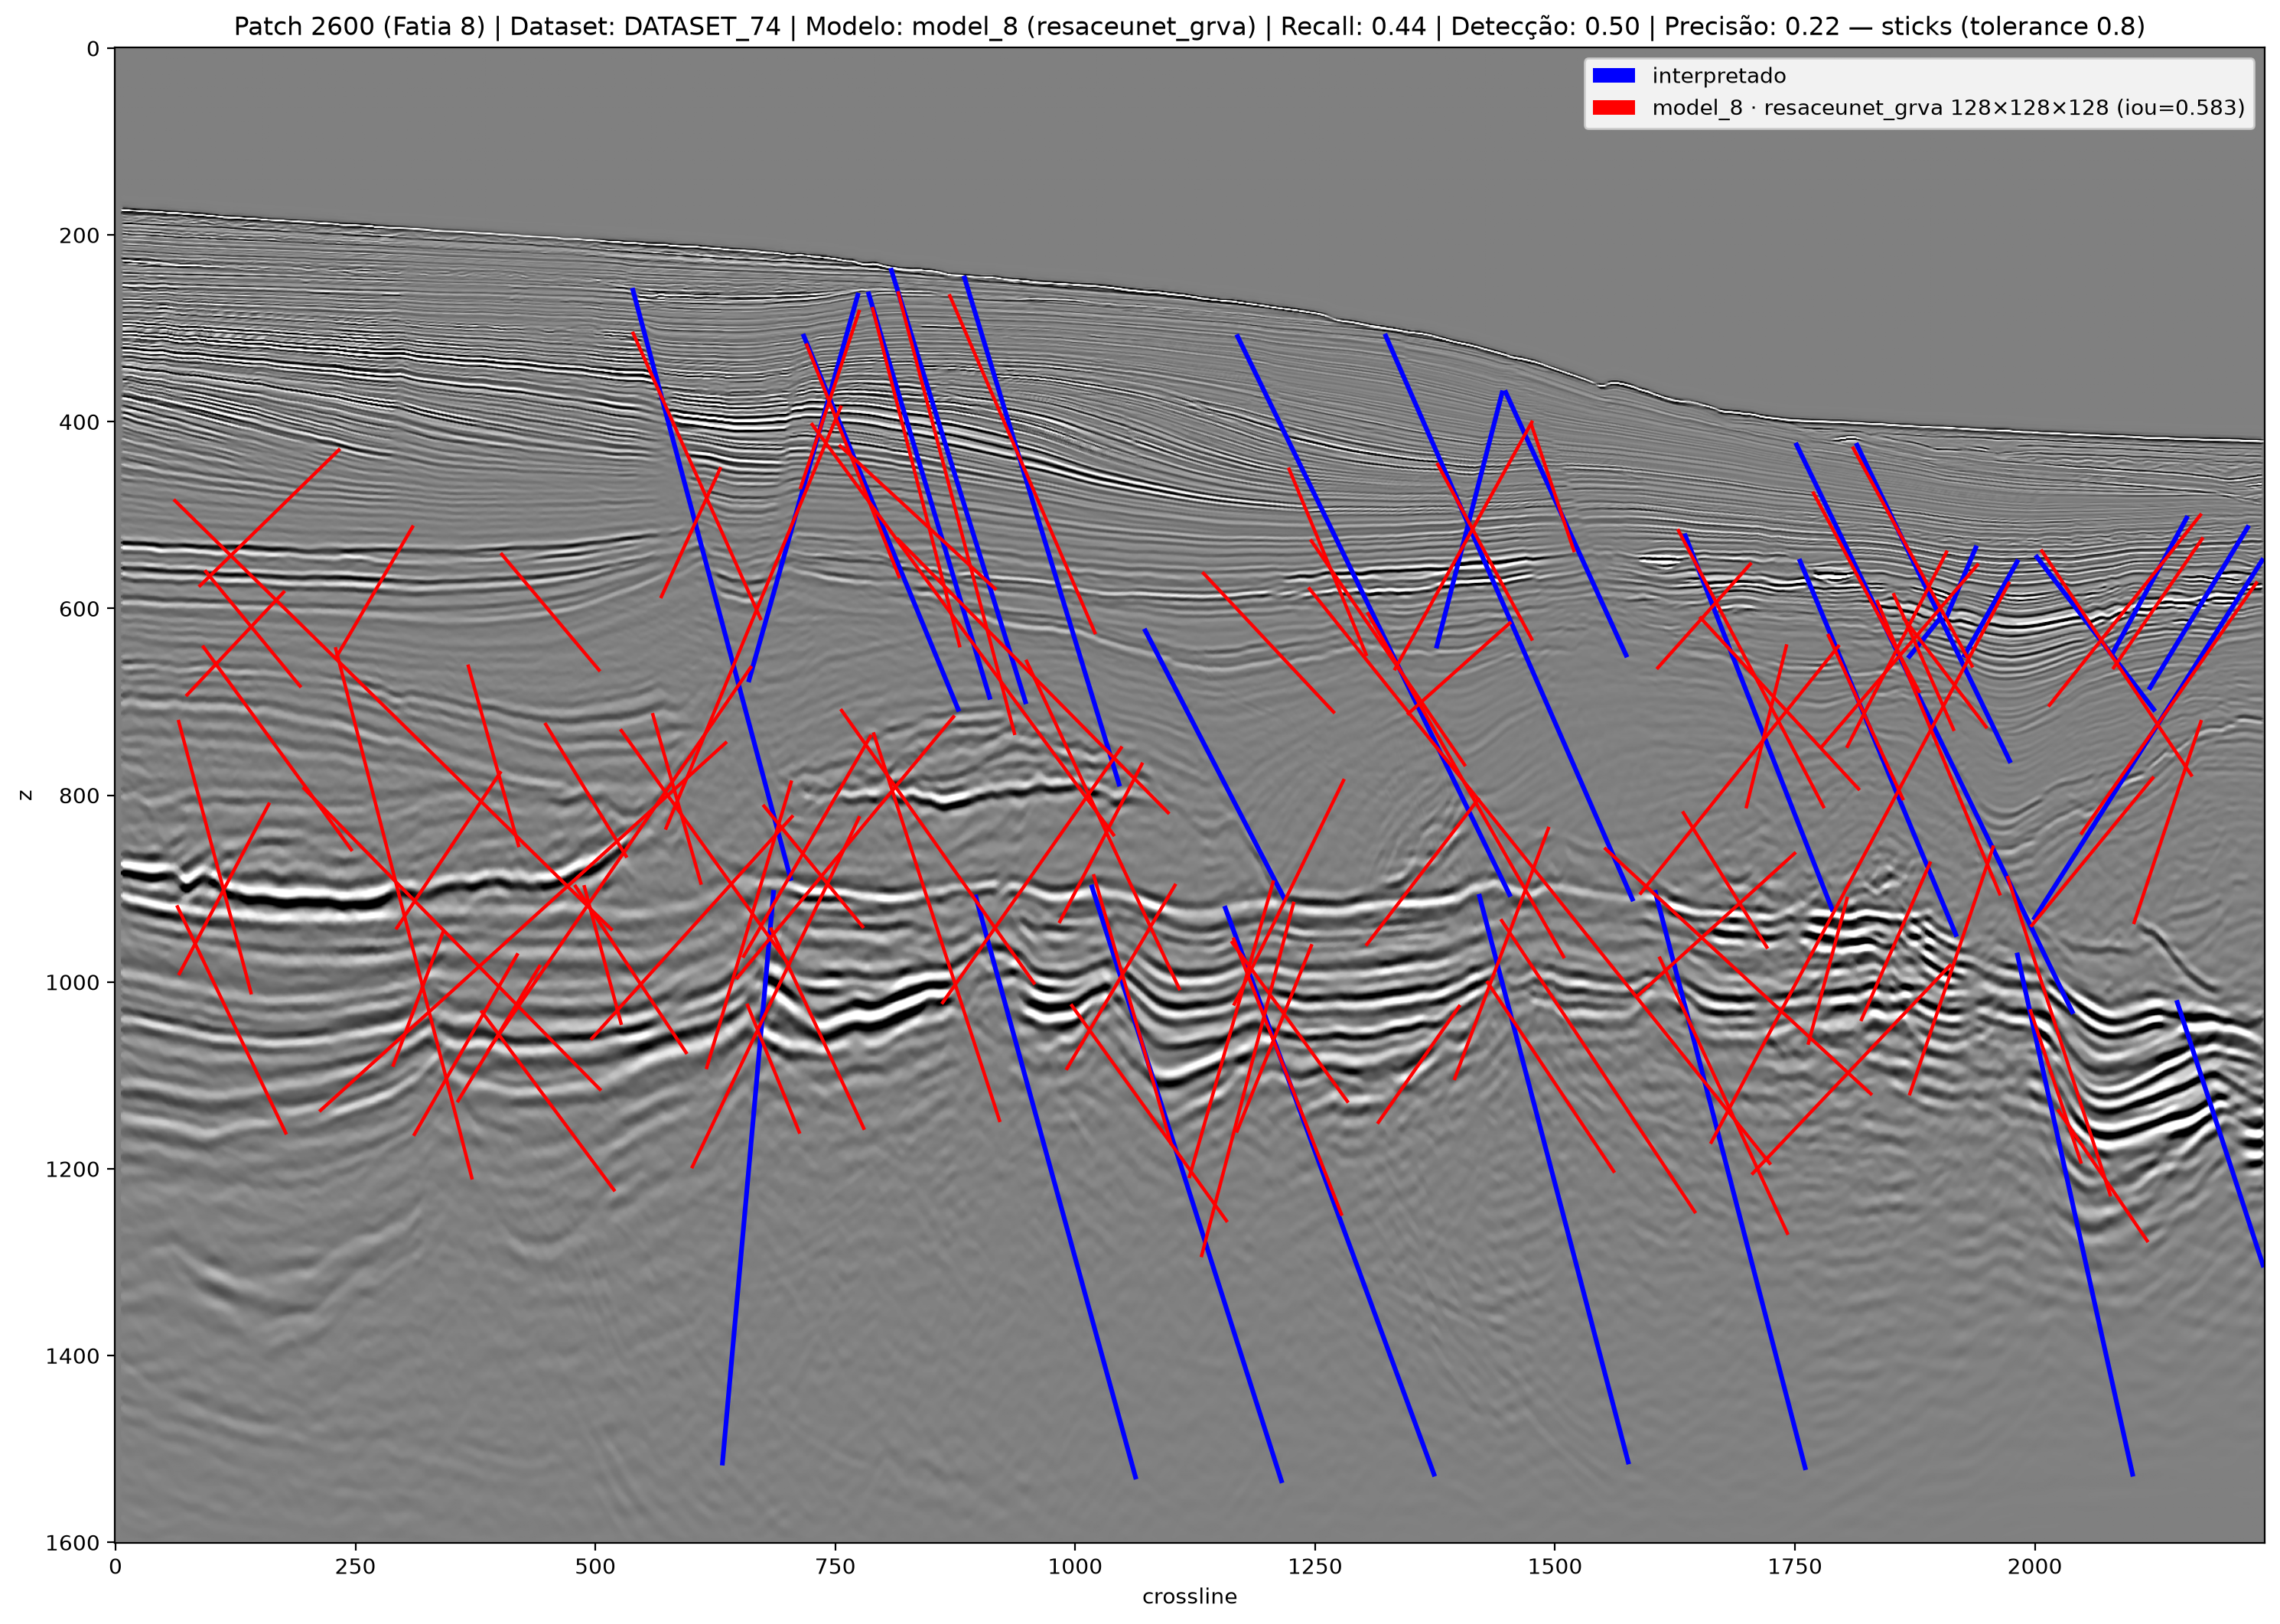 Patch 2600 (Fatia 8) | Dataset: DATASET_74 | Modelo: model_8 (resaceunet_grva) | Recall: 0.44 | Detecção: 0.50 | Precisão: 0.22 — sticks (tolerance 0.8)
interpretado
model_8 · resaceunet_grva 128×128×128 (iou=0.583)
z
0
200
400
600
800
1000
1200
1400
1600
0 250 500 750 1000 1250 1500 1750 2000
crossline